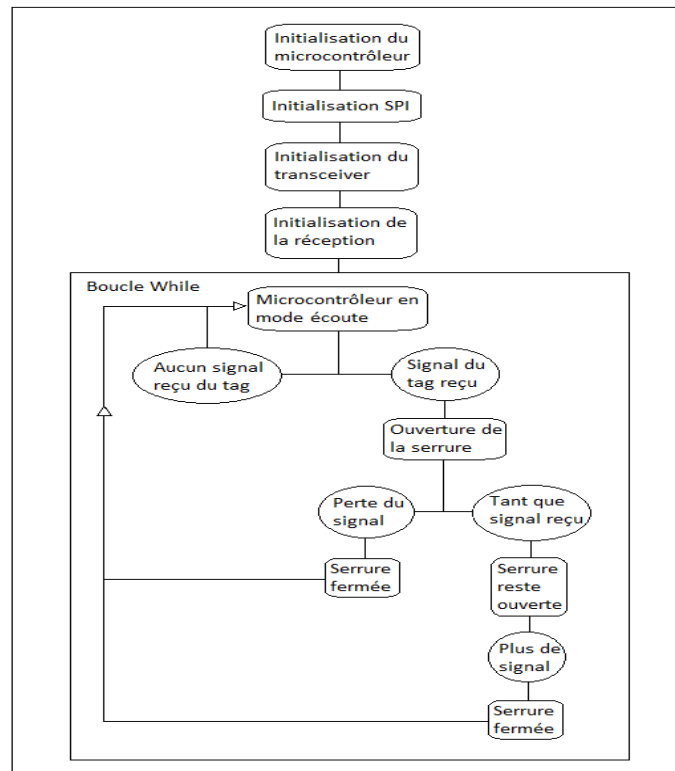 Initialisation du
microcontrôleur
Initialisation SPI
Initialisation du
transceiver
Initialisation de
la réception
Boucle While
Microcontrôleur en
mode écoute
Aucun signal
reçu du tag
Signal du
tag reçu
Ouverture de
la serrure
Perte du
signal
Tant que
signal reçu
Serrure
fermée
Serrure
reste
ouverte
Plus de
signal
Serrure
fermée